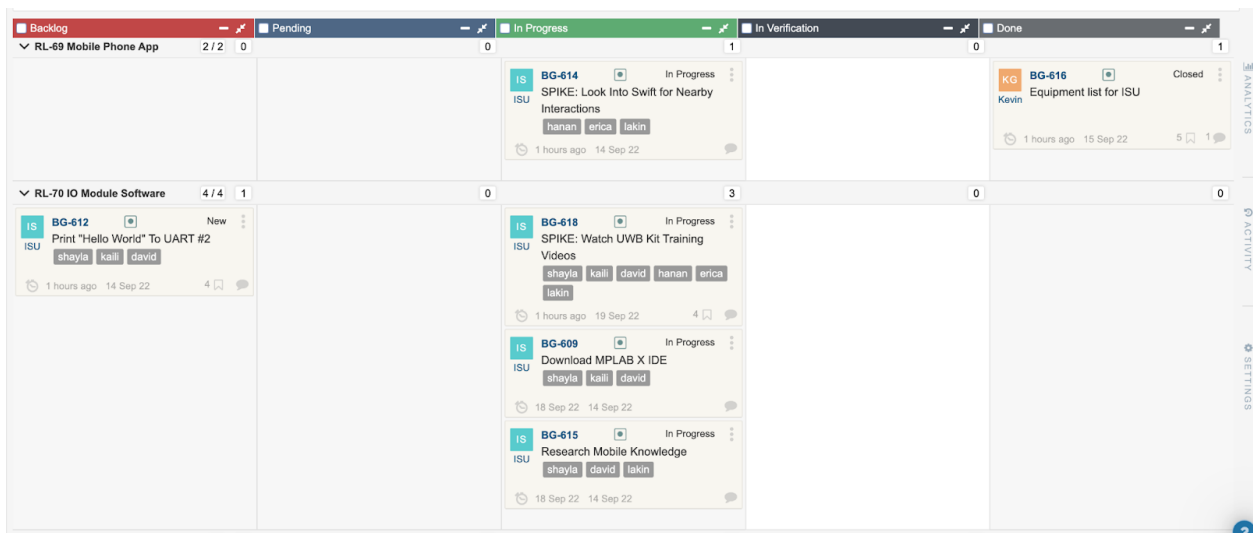 Backlog
Pending
In Progress
In Verification
Done
RL-69 Mobile Phone App 2 / 2 0 0 1 0 1
IS BG-614 In Progress
ISU SPIKE: Look Into Swift for Nearby
Interactions
hanan erica lakin
1 hours ago 14 Sep 22
KG BG-616 Closed
Kevin Equipment list for ISU
1 hours ago 15 Sep 22 5 1
RL-70 IO Module Software 4 / 4 1 0 3 0 0
IS BG-612 New
ISU Print "Hello World" To UART #2
shayla kaili david
1 hours ago 14 Sep 22 4
IS BG-618 In Progress
ISU SPIKE: Watch UWB Kit Training
Videos
shayla kaili david hanan erica
lakin
1 hours ago 19 Sep 22 4
IS BG-609 In Progress
ISU Download MPLAB X IDE
shayla kaili david
18 Sep 22 14 Sep 22
IS BG-615 In Progress
ISU Research Mobile Knowledge
shayla david lakin
18 Sep 22 14 Sep 22
ANALYTICS
ACTIVITY
SETTINGS
?